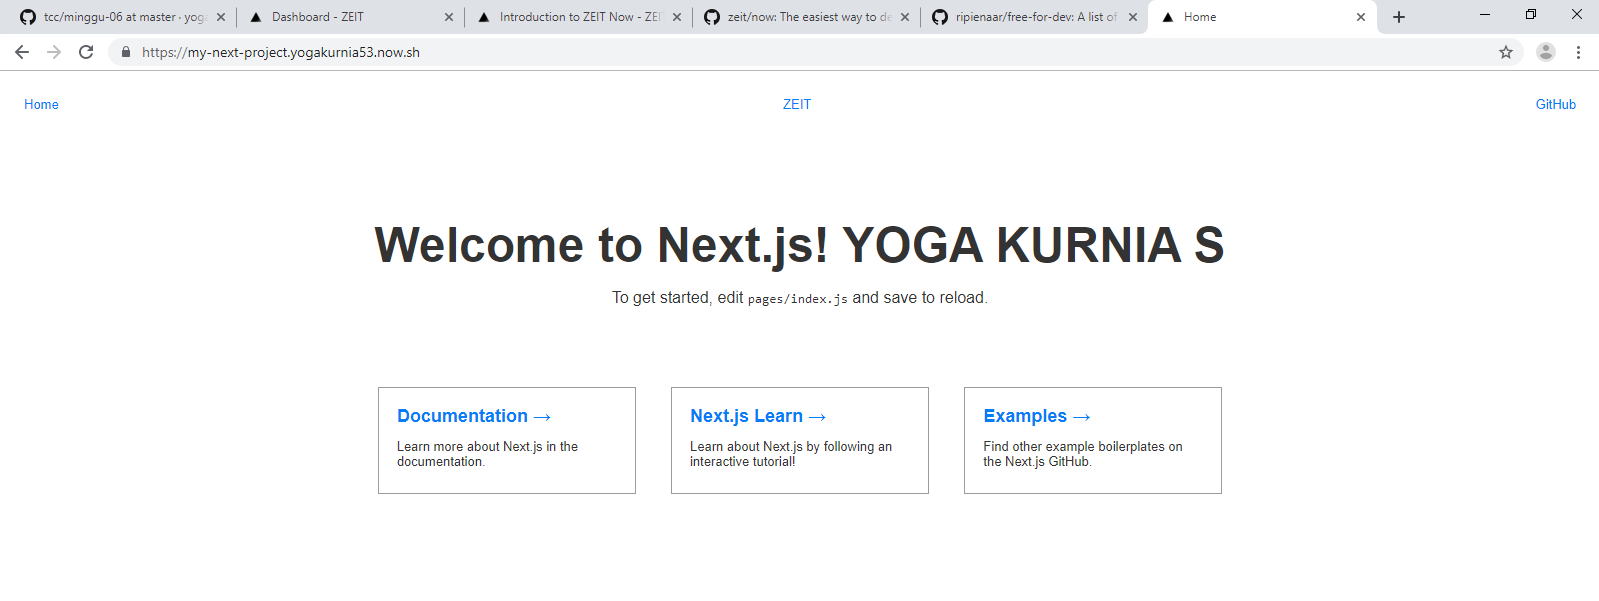 tcc/minggu-06 at master · yog
Dashboard - ZEIT
Introduction to ZEIT Now - ZEI
zeit/now: The easiest way to de
ripienaar/free-for-dev: A list of
Home
https://my-next-project.yogakurnia53.now.sh
Home
ZEIT
GitHub
Welcome to Next.js! YOGA KURNIA S
To get started, edit pages/index.js and save to reload.
Documentation →
Learn more about Next.js in the
documentation.
Next.js Learn →
Learn about Next.js by following an
interactive tutorial!
Examples →
Find other example boilerplates on
the Next.js GitHub.